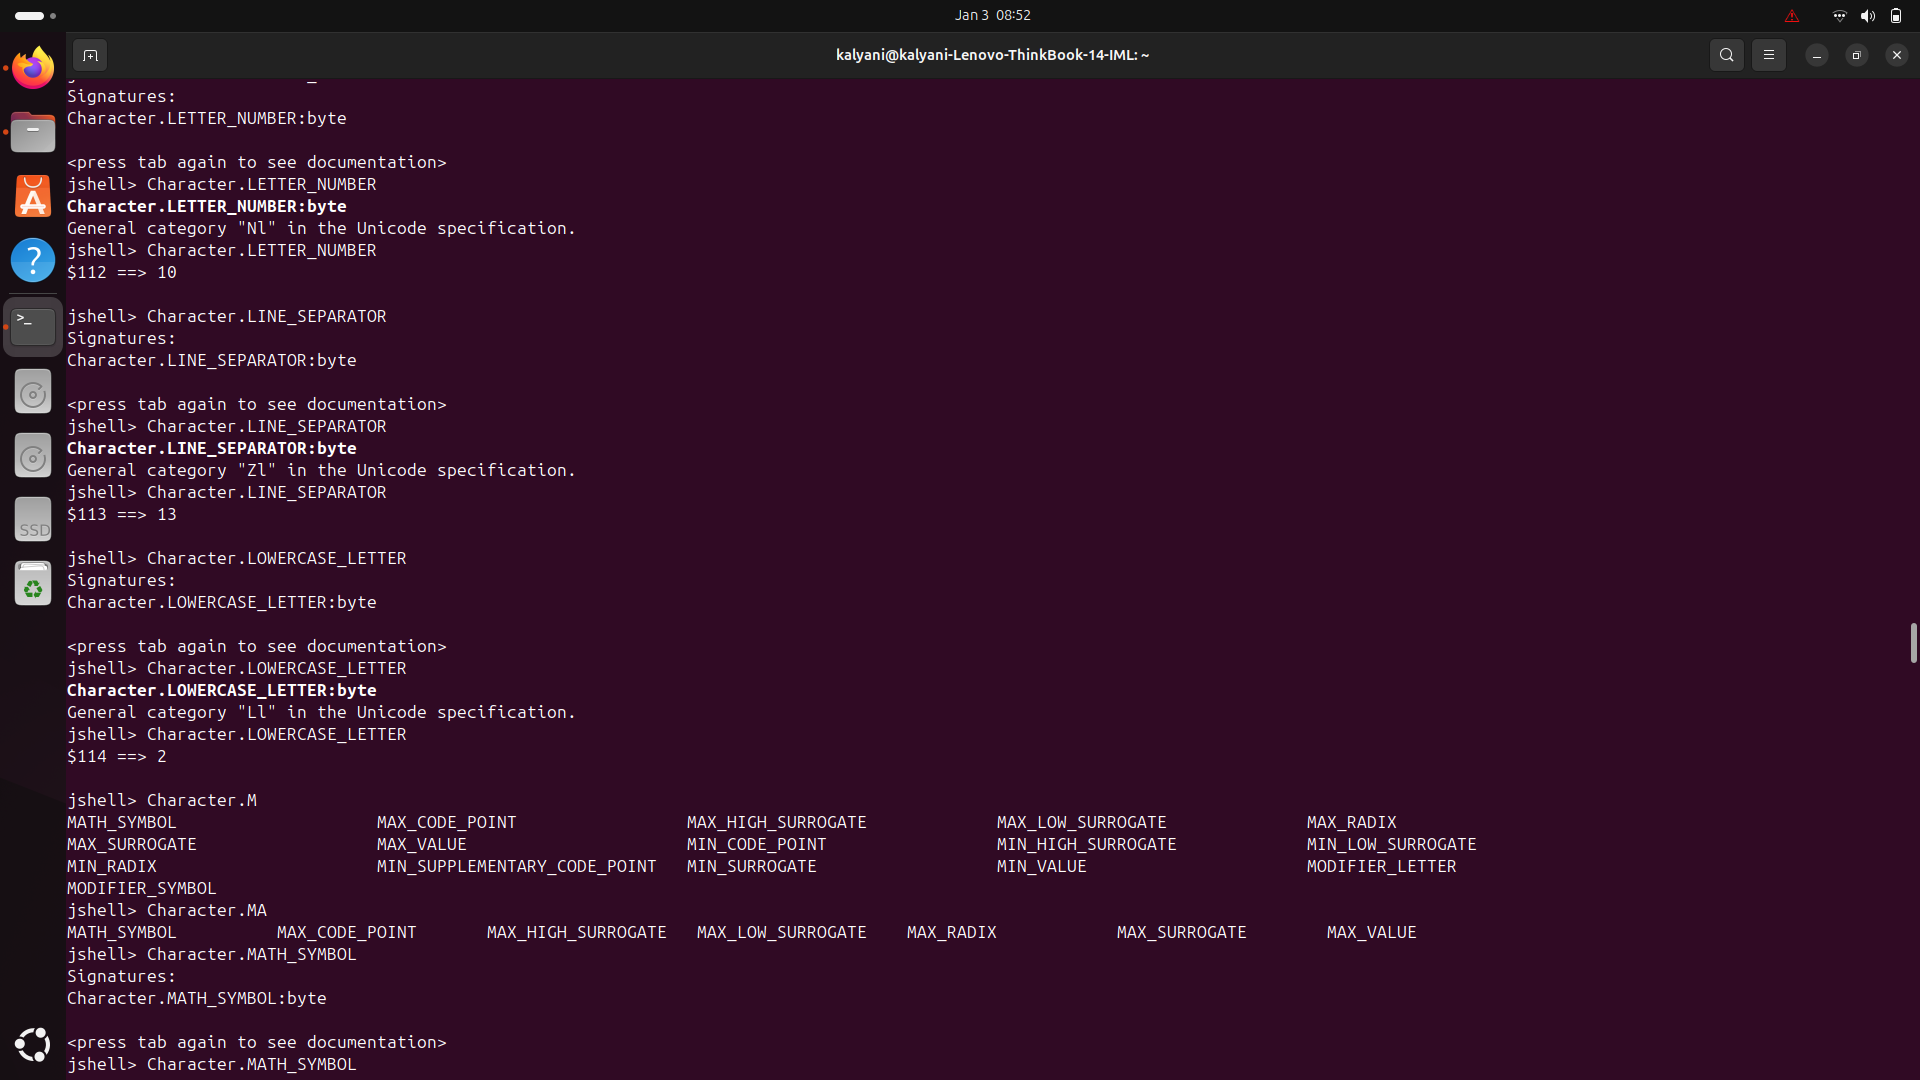 Jan 3 08:52
kalyani@kalyani-Lenovo-ThinkBook-14-IML: ~
Signatures:
Character.LETTER_NUMBER:byte
<press tab again to see documentation>
jshell> Character.LETTER_NUMBER
Character.LETTER_NUMBER:byte
General category "Nl" in the Unicode specification.
jshell> Character.LETTER_NUMBER
$112 ==> 10
jshell> Character.LINE_SEPARATOR
Signatures:
Character.LINE_SEPARATOR:byte
<press tab again to see documentation>
jshell> Character.LINE_SEPARATOR
Character.LINE_SEPARATOR:byte
General category "Zl" in the Unicode specification.
jshell> Character.LINE_SEPARATOR
$113 ==> 13
jshell> Character.LOWERCASE_LETTER
Signatures:
Character.LOWERCASE_LETTER:byte
<press tab again to see documentation>
jshell> Character.LOWERCASE_LETTER
Character.LOWERCASE_LETTER:byte
General category "Ll" in the Unicode specification.
jshell> Character.LOWERCASE_LETTER
$114 ==> 2
jshell> Character.M
MATH_SYMBOL MAX_CODE_POINT MAX_HIGH_SURROGATE MAX_LOW_SURROGATE MAX_RADIX
MAX_SURROGATE MAX_VALUE MIN_CODE_POINT MIN_HIGH_SURROGATE MIN_LOW_SURROGATE
MIN_RADIX MIN_SUPPLEMENTARY_CODE_POINT MIN_SURROGATE MIN_VALUE MODIFIER_LETTER
MODIFIER_SYMBOL
jshell> Character.MA
MATH_SYMBOL MAX_CODE_POINT MAX_HIGH_SURROGATE MAX_LOW_SURROGATE MAX_RADIX MAX_SURROGATE MAX_VALUE
jshell> Character.MATH_SYMBOL
Signatures:
Character.MATH_SYMBOL:byte
<press tab again to see documentation>
jshell> Character.MATH_SYMBOL
SSD